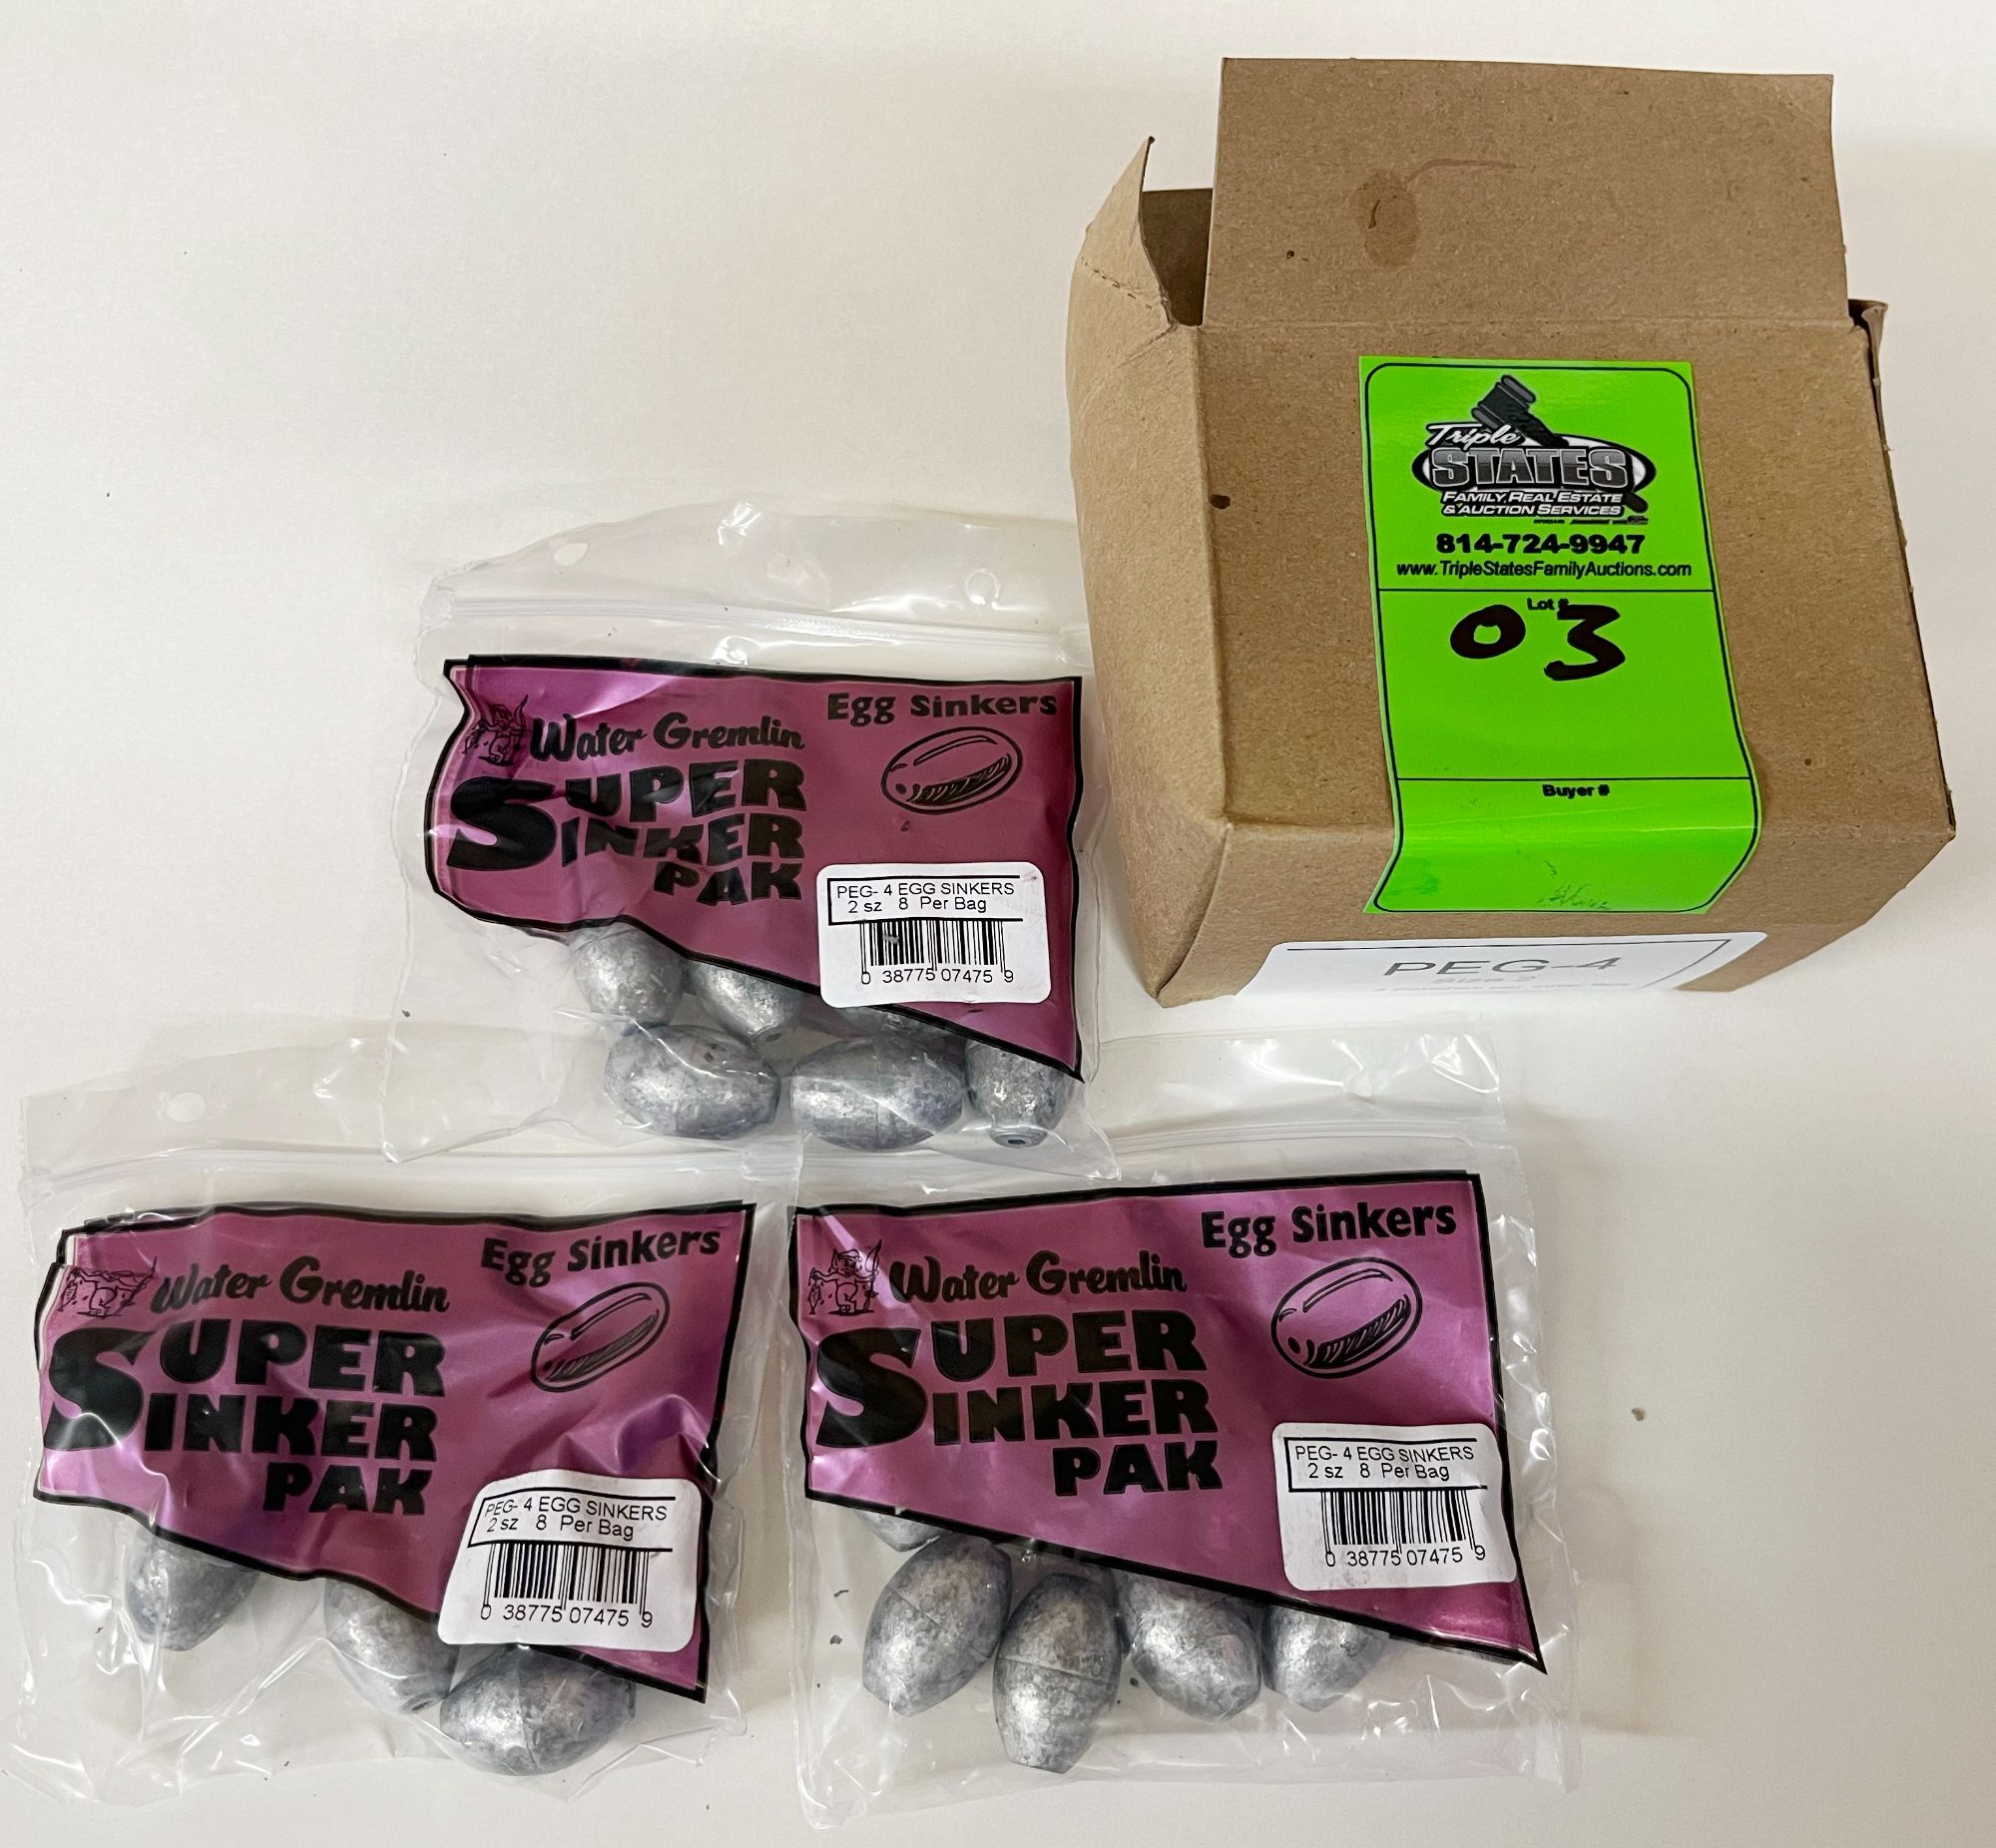 Triple
STATES
FAMILY, REAL ESTATE
& AUCTION SERVICES
814-724-9947
www.TripleStatesFamilyAuctions.com
Lot #
03
Buyer #
PEG-4
Size 2
Egg Sinkers
Water Gremlin
SUPER
SINKER
PAK
PEG- 4 EGG SINKERS
2 sz 8 Per Bag
0 38775 07475 9
Egg Sinkers
Water Gremlin
SUPER
SINKER
PAK
PEG- 4 EGG SINKERS
2 sz 8 Per Bag
0 38775 07475 9
Egg Sinkers
Water Gremlin
SUPER
SINKER
PAK
PEG- 4 EGG SINKERS
2 sz 8 Per Bag
0 38775 07475 9